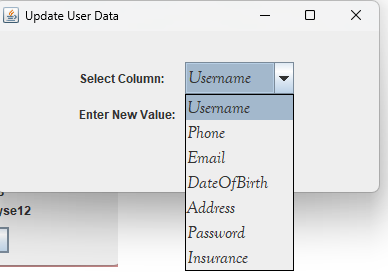 Update User Data
Select Column: Username
Username
Enter New Value:
Phone
Email
DateOfBirth
Address
Password
Insurance
yse12